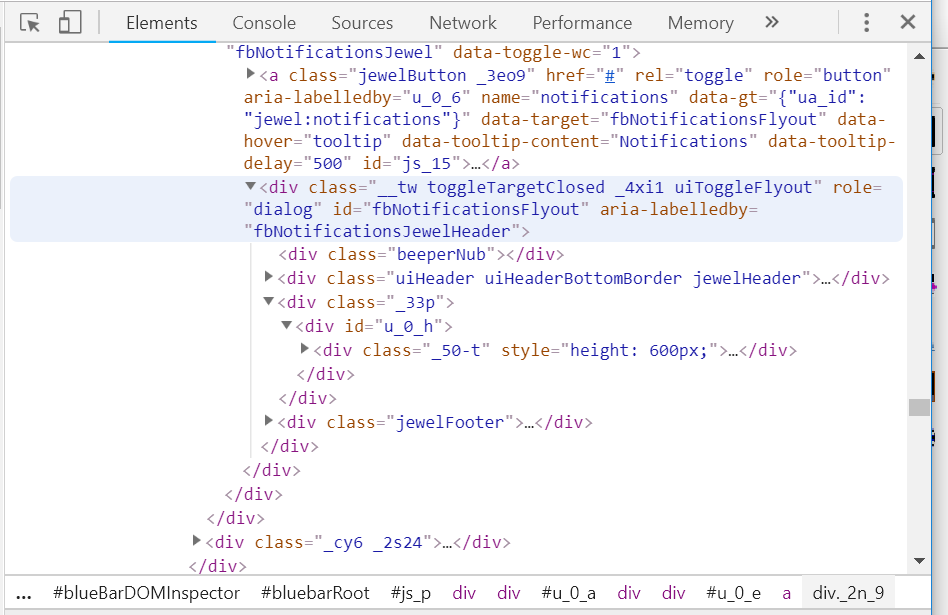 Elements Console Sources Network Performance Memory »
"fbNotificationsJewel" data-toggle-wc="1">
<a class="jewelButton _3eo9" href="#" rel="toggle" role="button"
aria-labelledby="u_0_6" name="notifications" data-gt="{"ua_id":
"jewel:notifications"}" data-target="fbNotificationsFlyout" data-
hover="tooltip" data-tooltip-content="Notifications" data-tooltip-
delay="500" id="js_15">…</a>
<div class="__tw toggleTargetClosed _4xi1 uiToggleFlyout" role=
"dialog" id="fbNotificationsFlyout" aria-labelledby=
"fbNotificationsJewelHeader">
<div class="beeperNub"></div>
<div class="uiHeader uiHeaderBottomBorder jewelHeader">…</div>
<div class="_33p">
<div id="u_0_h">
<div class="_50-t" style="height: 600px;">…</div>
</div>
</div>
<div class="jewelFooter">…</div>
</div>
</div>
</div>
</div>
<div class="_cy6 _2s24">…</div>
</div>
... #blueBarDOMInspector #bluebarRoot #js_p div div #u_0_a div div #u_0_e a div._2n_9